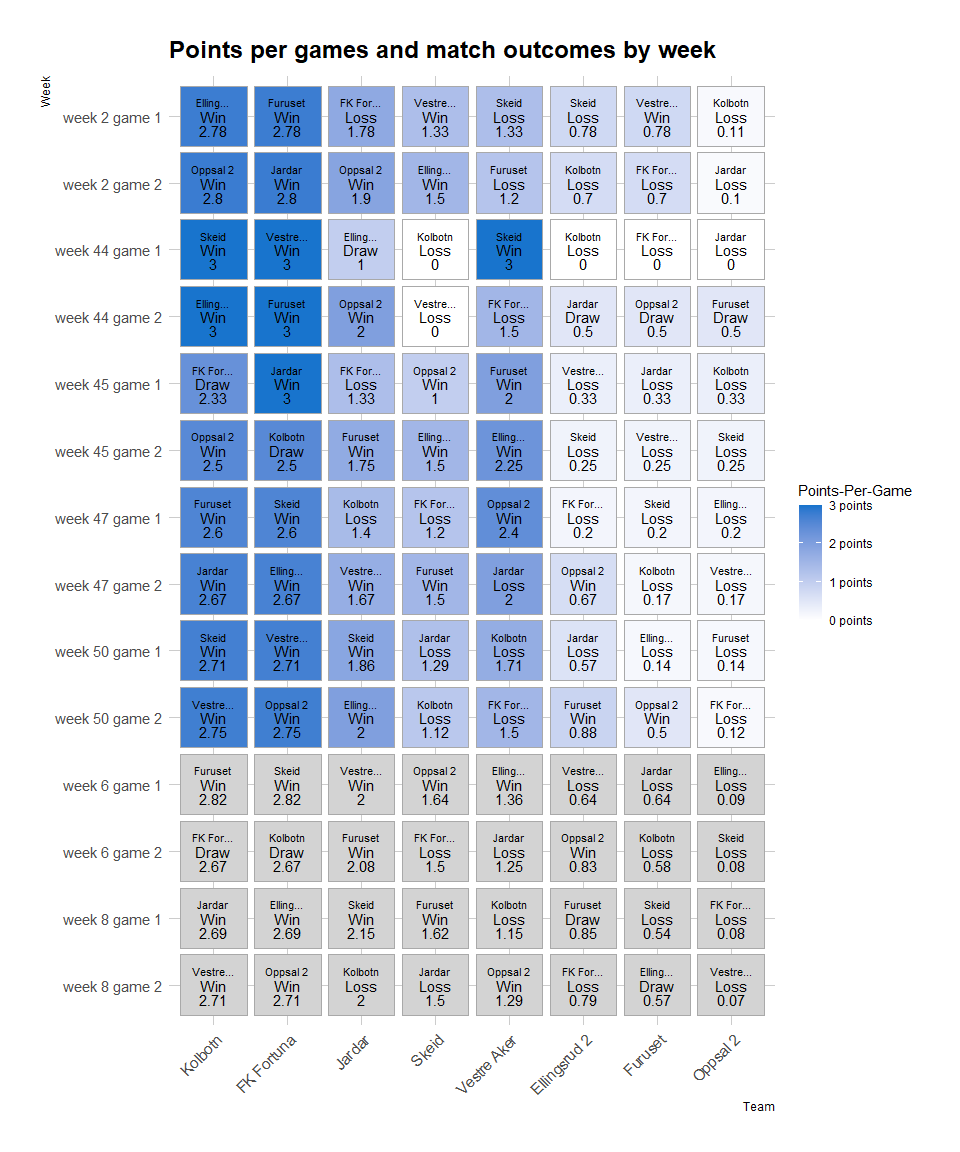 Points per games and match outcomes by week
Week
week 2 game 1
Elling... Furuset FK For... Vestre... Skeid Skeid Vestre... Kolbotn
Win Win Loss Win Loss Loss Win Loss
2.78 2.78 1.78 1.33 1.33 0.78 0.78 0.11
week 2 game 2
Oppsal 2 Jardar Oppsal 2 Elling... Furuset Kolbotn FK For... Jardar
Win Win Win Win Loss Loss Loss Loss
2.8 2.8 1.9 1.5 1.2 0.7 0.7 0.1
week 44 game 1
Skeid Vestre... Elling... Kolbotn Skeid Kolbotn FK For... Jardar
Win Win Draw Loss Win Loss Loss Loss
3 3 1 0 3 0 0 0
week 44 game 2
Elling... Furuset Oppsal 2 Vestre... FK For... Jardar Oppsal 2 Furuset
Win Win Win Loss Loss Draw Draw Draw
3 3 2 0 1.5 0.5 0.5 0.5
week 45 game 1
FK For... Jardar FK For... Oppsal 2 Furuset Vestre... Jardar Kolbotn
Draw Win Loss Win Win Loss Loss Loss
2.33 3 1.33 1 2 0.33 0.33 0.33
week 45 game 2
Oppsal 2 Kolbotn Furuset Elling... Elling... Skeid Vestre... Skeid
Win Draw Win Win Win Loss Loss Loss
2.5 2.5 1.75 1.5 2.25 0.25 0.25 0.25
week 47 game 1
Furuset Skeid Kolbotn FK For... Oppsal 2 FK For... Skeid Elling...
Win Win Loss Loss Win Loss Loss Loss
2.6 2.6 1.4 1.2 2.4 0.2 0.2 0.2
week 47 game 2
Jardar Elling... Vestre... Furuset Jardar Oppsal 2 Kolbotn Vestre...
Win Win Win Win Loss Win Loss Loss
2.67 2.67 1.67 1.5 2 0.67 0.17 0.17
week 50 game 1
Skeid Vestre... Skeid Jardar Kolbotn Jardar Elling... Furuset
Win Win Win Loss Loss Loss Loss Loss
2.71 2.71 1.86 1.29 1.71 0.57 0.14 0.14
week 50 game 2
Vestre... Oppsal 2 Elling... Kolbotn FK For... Furuset Oppsal 2 FK For...
Win Win Win Loss Loss Win Win Loss
2.75 2.75 2 1.12 1.5 0.88 0.5 0.12
week 6 game 1
Furuset Skeid Vestre... Oppsal 2 Elling... Vestre... Jardar Elling...
Win Win Win Win Win Loss Loss Loss
2.82 2.82 2 1.64 1.36 0.64 0.64 0.09
week 6 game 2
FK For... Kolbotn Furuset FK For... Jardar Oppsal 2 Kolbotn Skeid
Draw Draw Win Loss Loss Win Loss Loss
2.67 2.67 2.08 1.5 1.25 0.83 0.58 0.08
week 8 game 1
Jardar Elling... Skeid Furuset Kolbotn Furuset Skeid FK For...
Win Win Win Win Loss Draw Loss Loss
2.69 2.69 2.15 1.62 1.15 0.85 0.54 0.08
week 8 game 2
Vestre... Oppsal 2 Kolbotn Jardar Oppsal 2 FK For... Elling... Vestre...
Win Win Loss Loss Win Loss Draw Loss
2.71 2.71 2 1.5 1.29 0.79 0.57 0.07
Kolbotn FK Fortuna Jardar Skeid Vestre Aker Ellingsrud 2 Furuset Oppsal 2
Team
Points-Per-Game
3 points
2 points
1 points
0 points